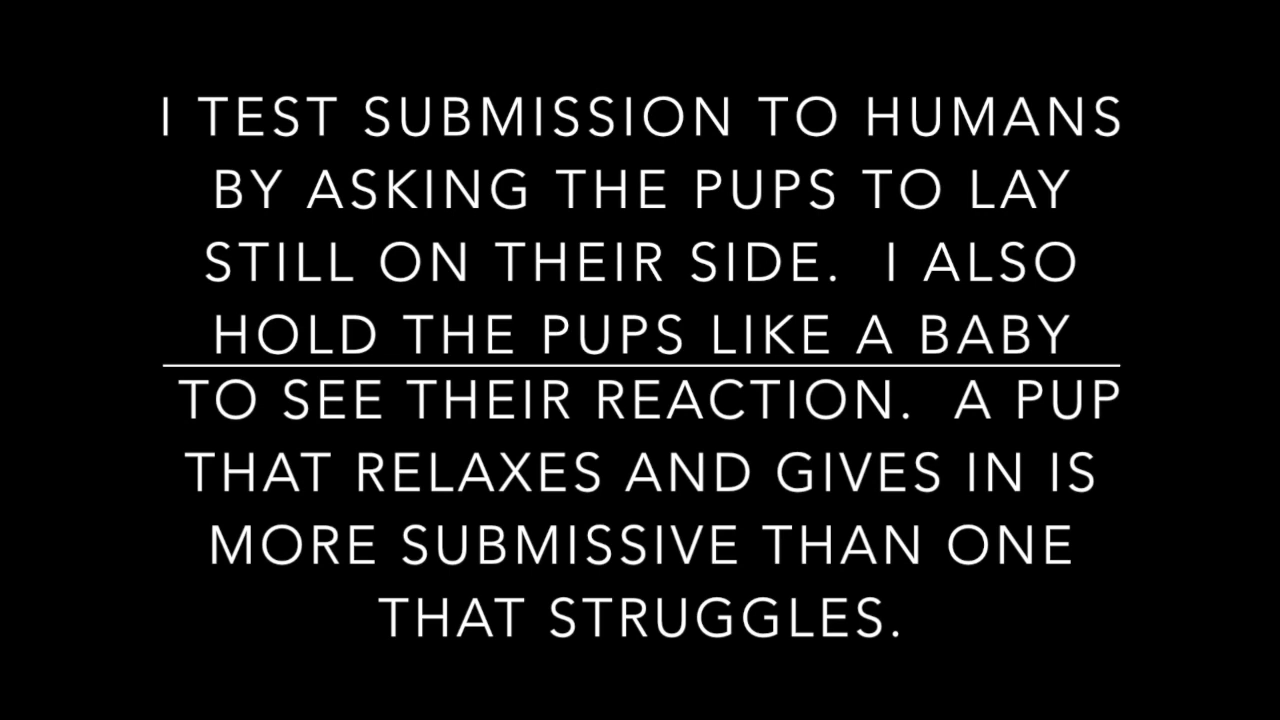 I TEST SUBMISSION TO HUMANS
BY ASKING THE PUPS TO LAY
STILL ON THEIR SIDE.  I ALSO
HOLD THE PUPS LIKE A BABY
TO SEE THEIR REACTION.  A PUP
THAT RELAXES AND GIVES IN IS
MORE SUBMISSIVE THAN ONE
THAT STRUGGLES.